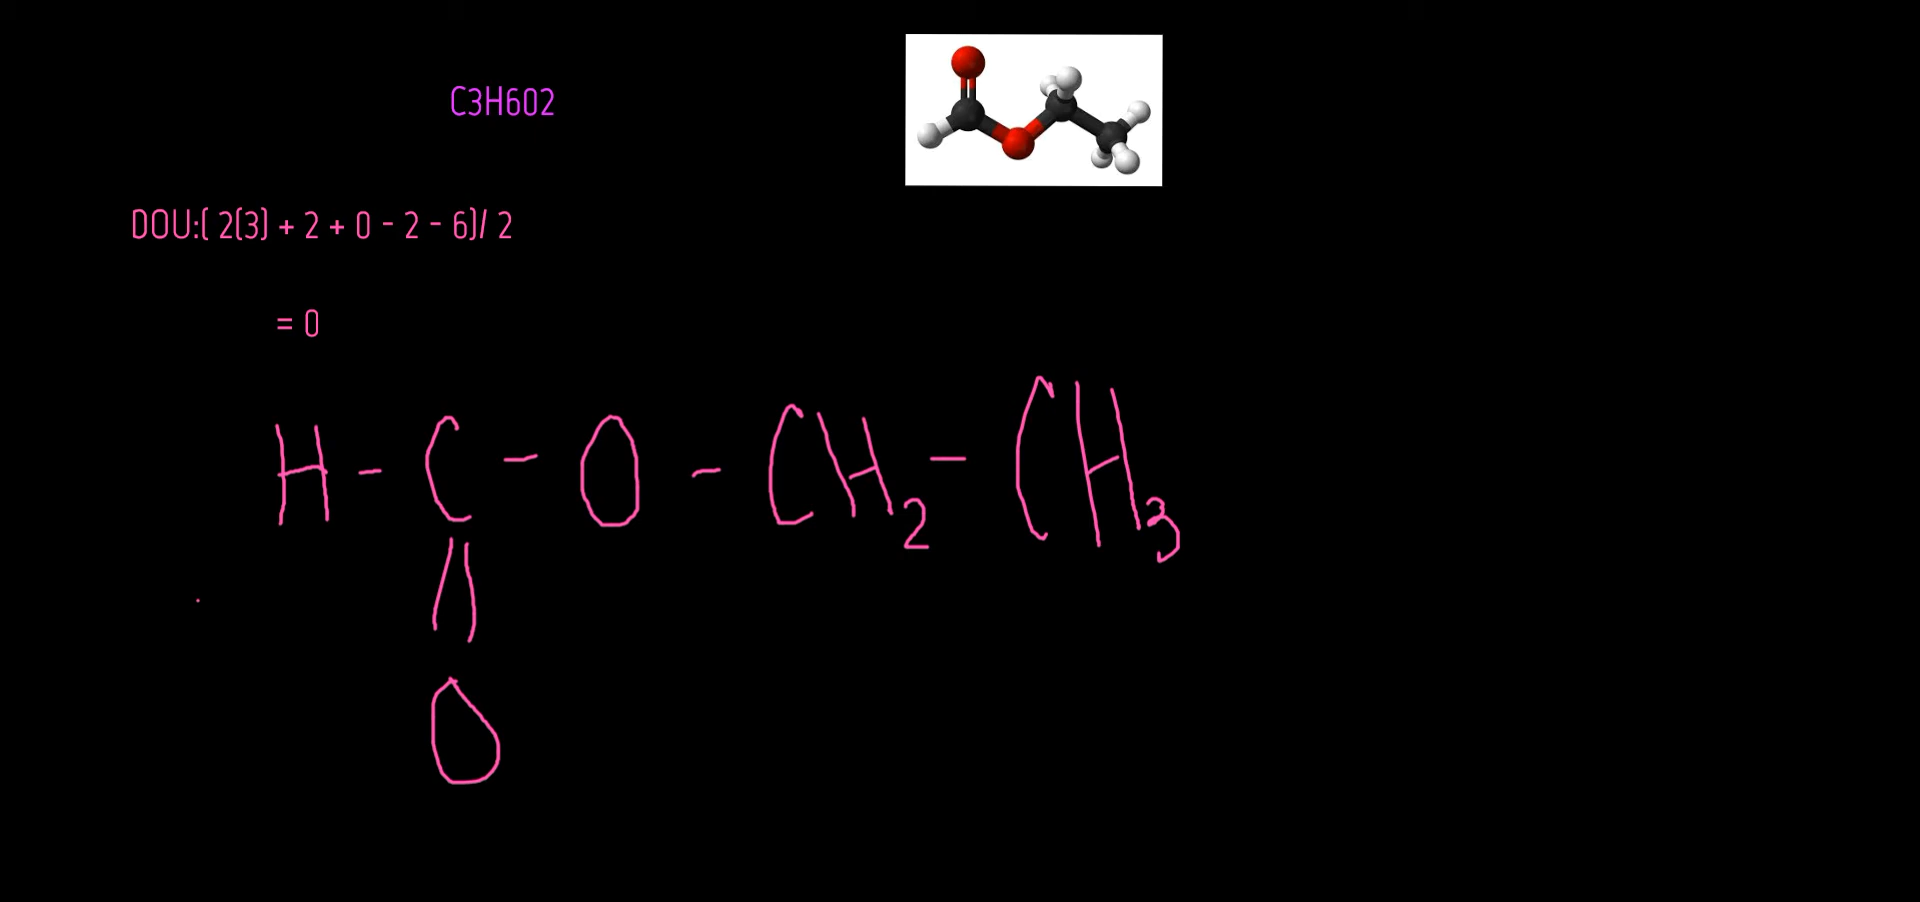 C3H6O2
DOU:( 2(3) + 2 + 0 - 2 - 6)/ 2
= 0
H - C - O - CH2 - CH3
||
O